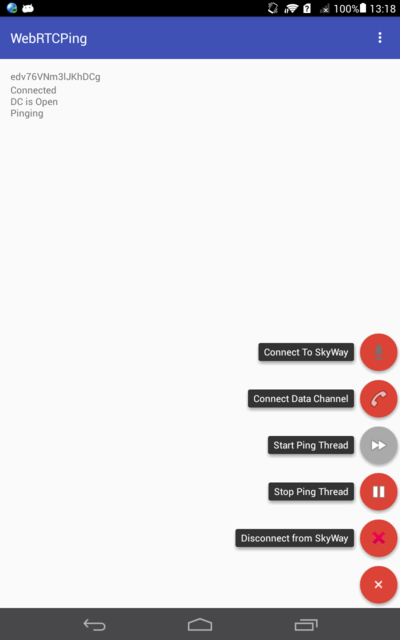 100% 13:18
WebRTCPing
edv76VNm3lJKhDCg
Connected
DC is Open
Pinging
Connect To SkyWay
Connect Data Channel
Start Ping Thread
Stop Ping Thread
Disconnect from SkyWay